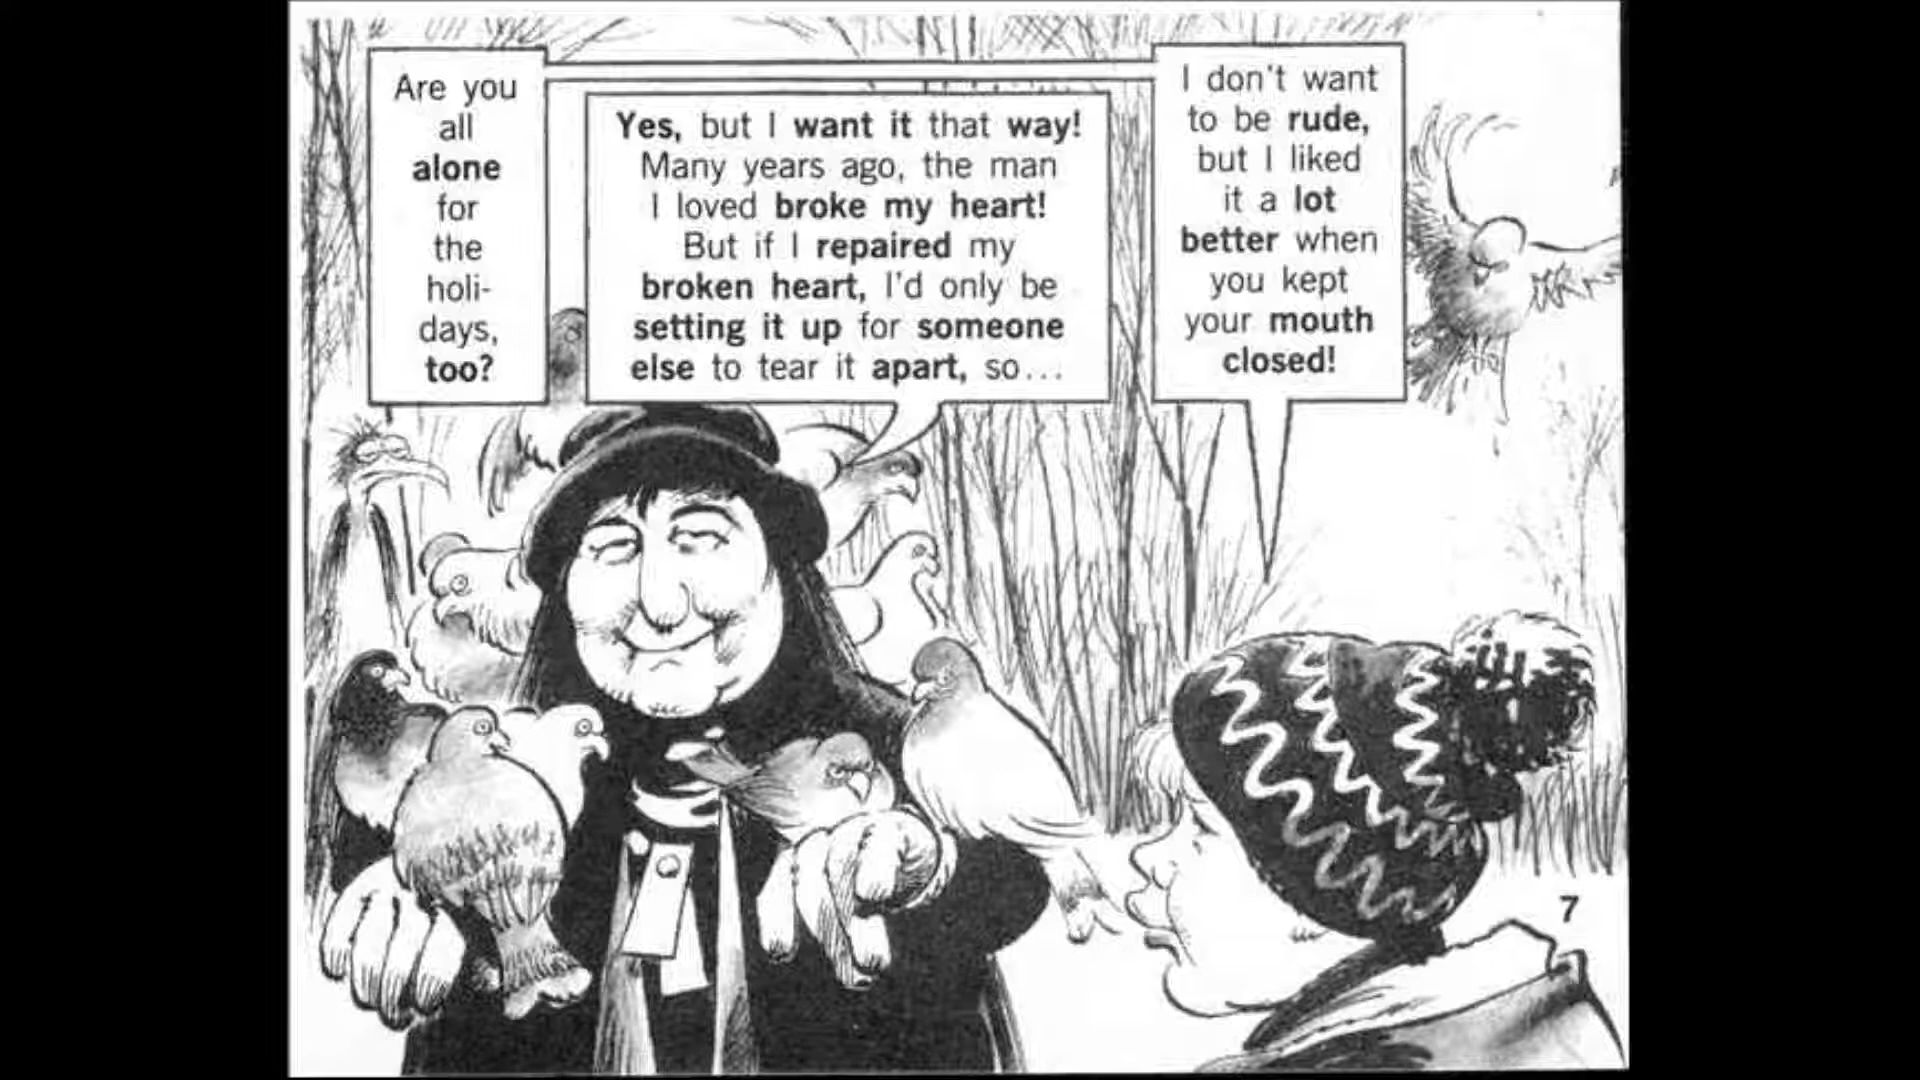 Are you
all
alone
for
the
holi-
days,
too?
Yes, but I want it that way!
Many years ago, the man
I loved broke my heart!
But if I repaired my
broken heart, I'd only be
setting it up for someone
else to tear it apart, so...
I don't want
to be rude,
but I liked
it a lot
better when
you kept
your mouth
closed!
7